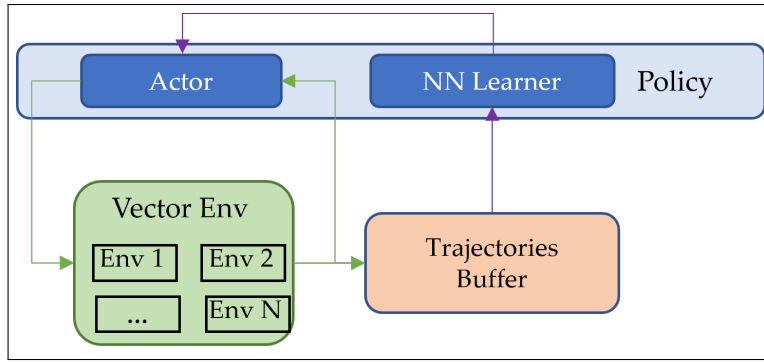 Actor
NN Learner
Policy
Vector Env
Env 1
Env 2
...
Env N
Trajectories
Buffer